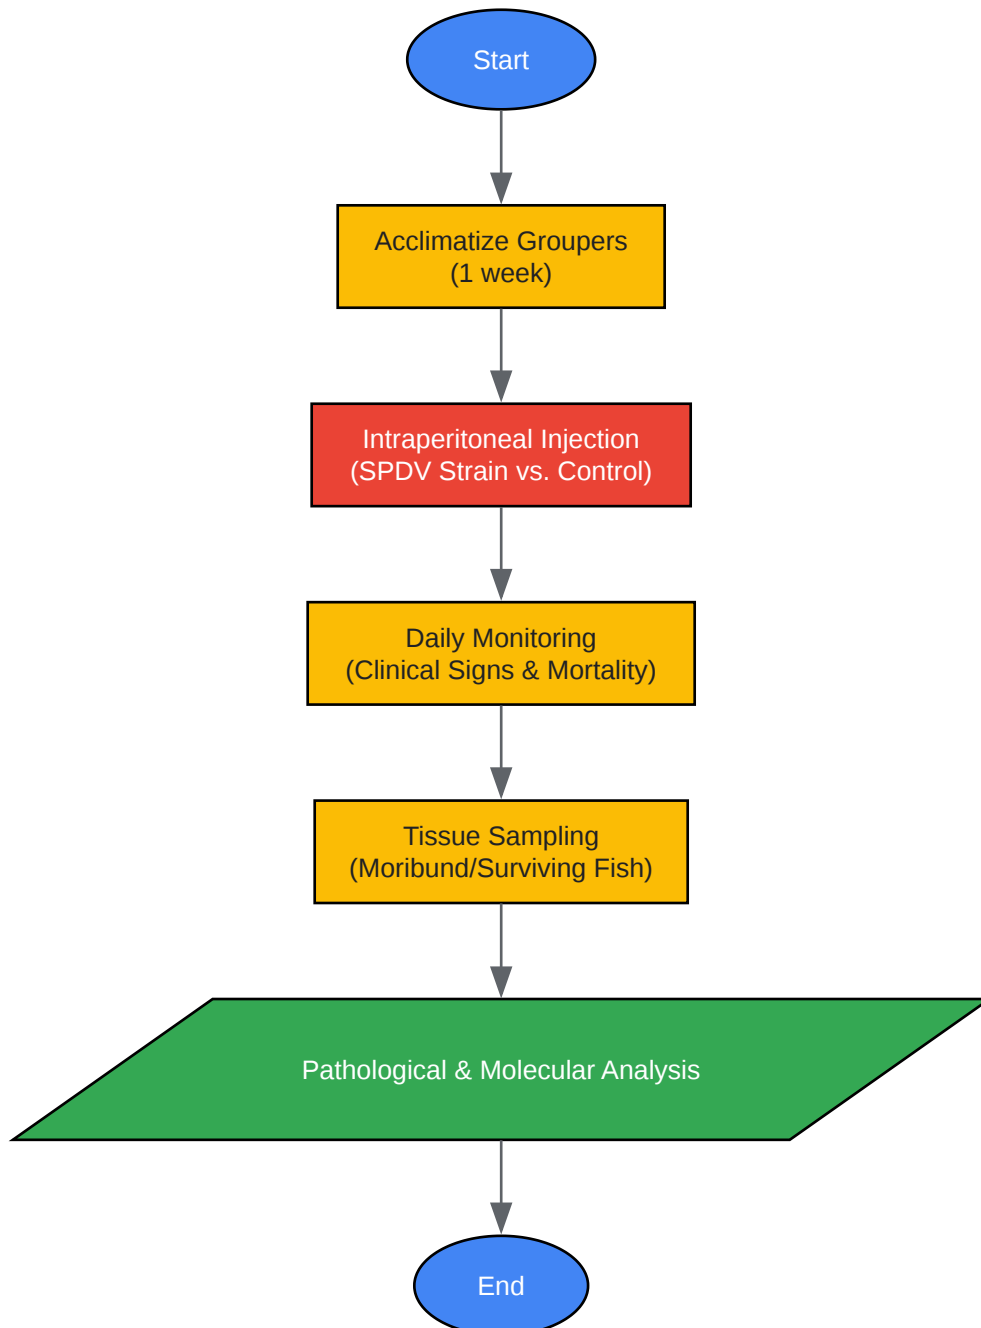 Start
Acclimatize Groupers
(1 week)
Intraperitoneal Injection
(SPDV Strain vs. Control)
Daily Monitoring
(Clinical Signs & Mortality)
Tissue Sampling
(Moribund/Surviving Fish)
Pathological & Molecular Analysis
End